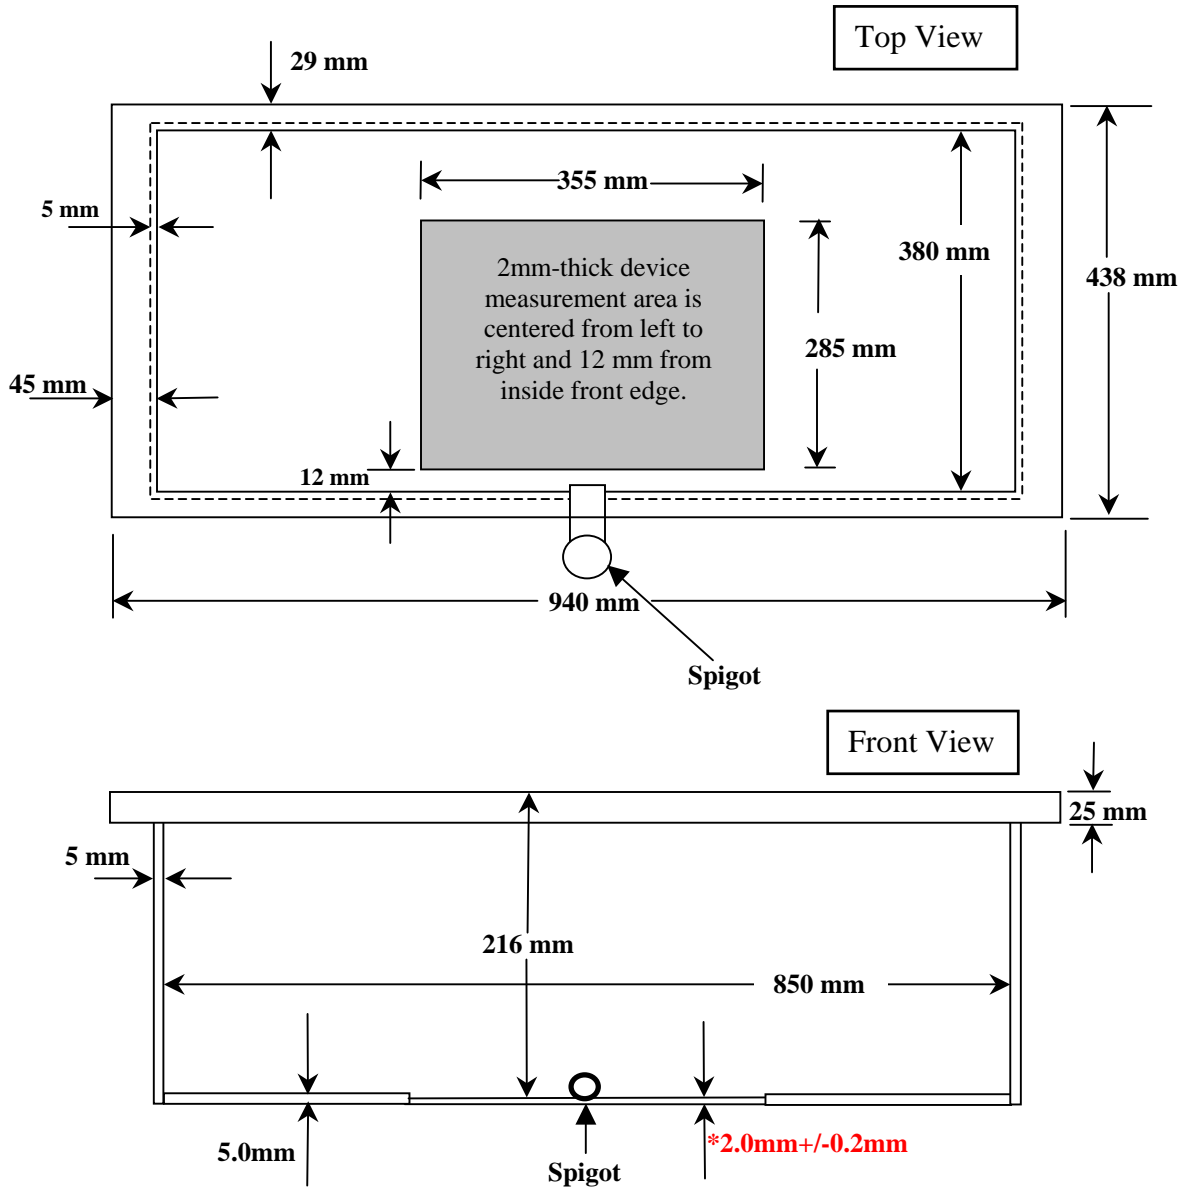 Top View
29 mm
355 mm
5 mm
380 mm
438 mm
2mm-thick device
measurement area is
centered from left to
right and 12 mm from
inside front edge.
285 mm
45 mm
12 mm
940 mm
Spigot
Front View
25 mm
5 mm
216 mm
850 mm
5.0mm
*2.0mm+/-0.2mm
Spigot